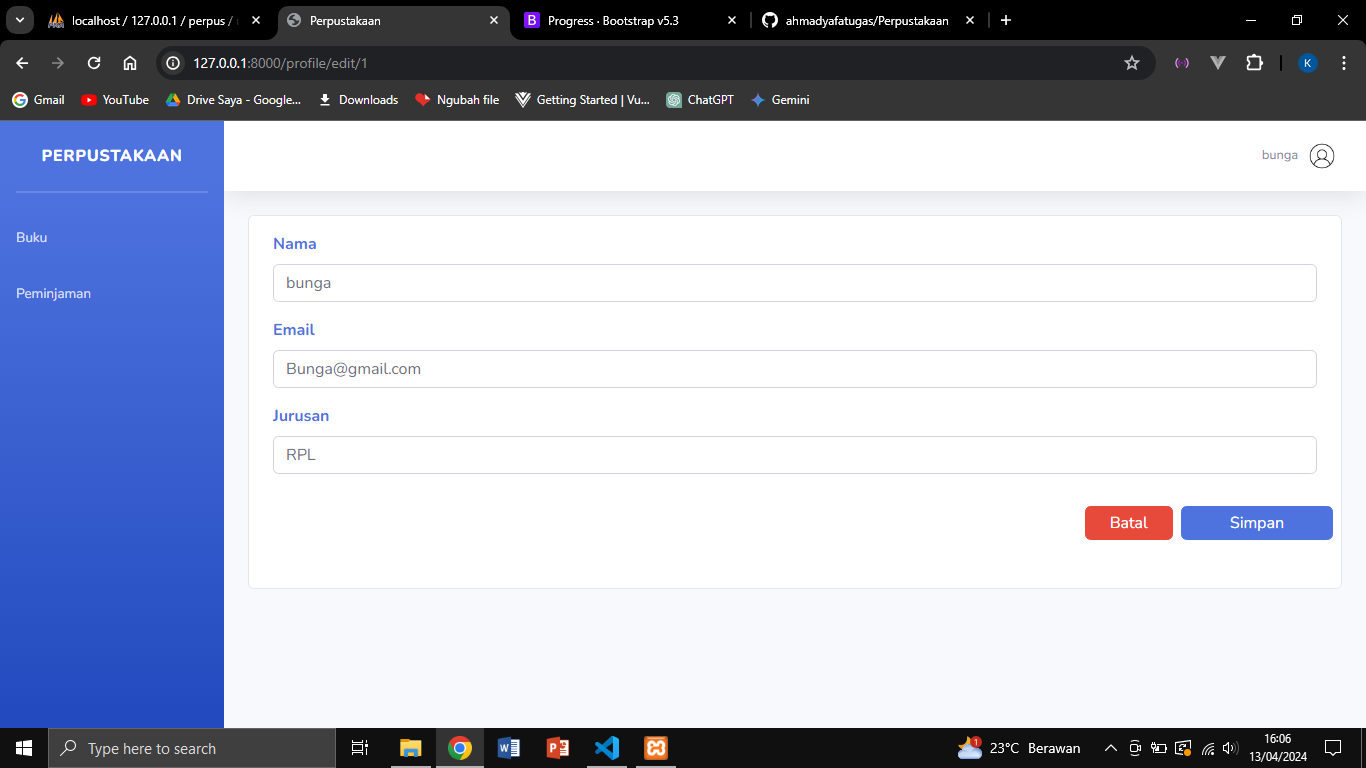 localhost / 127.0.0.1 / perpus /
Perpustakaan
B Progress · Bootstrap v5.3
ahmadyafatugas/Perpustakaan
127.0.0.1:8000/profile/edit/1
K
Gmail
YouTube
Drive Saya - Google...
Downloads
Ngubah file
Getting Started | Vu...
ChatGPT
Gemini
PERPUSTAKAAN
bunga
Buku
Peminjaman
Nama
bunga
Email
Bunga@gmail.com
Jurusan
RPL
Batal
Simpan
Type here to search
1
23°C Berawan
16:06
13/04/2024